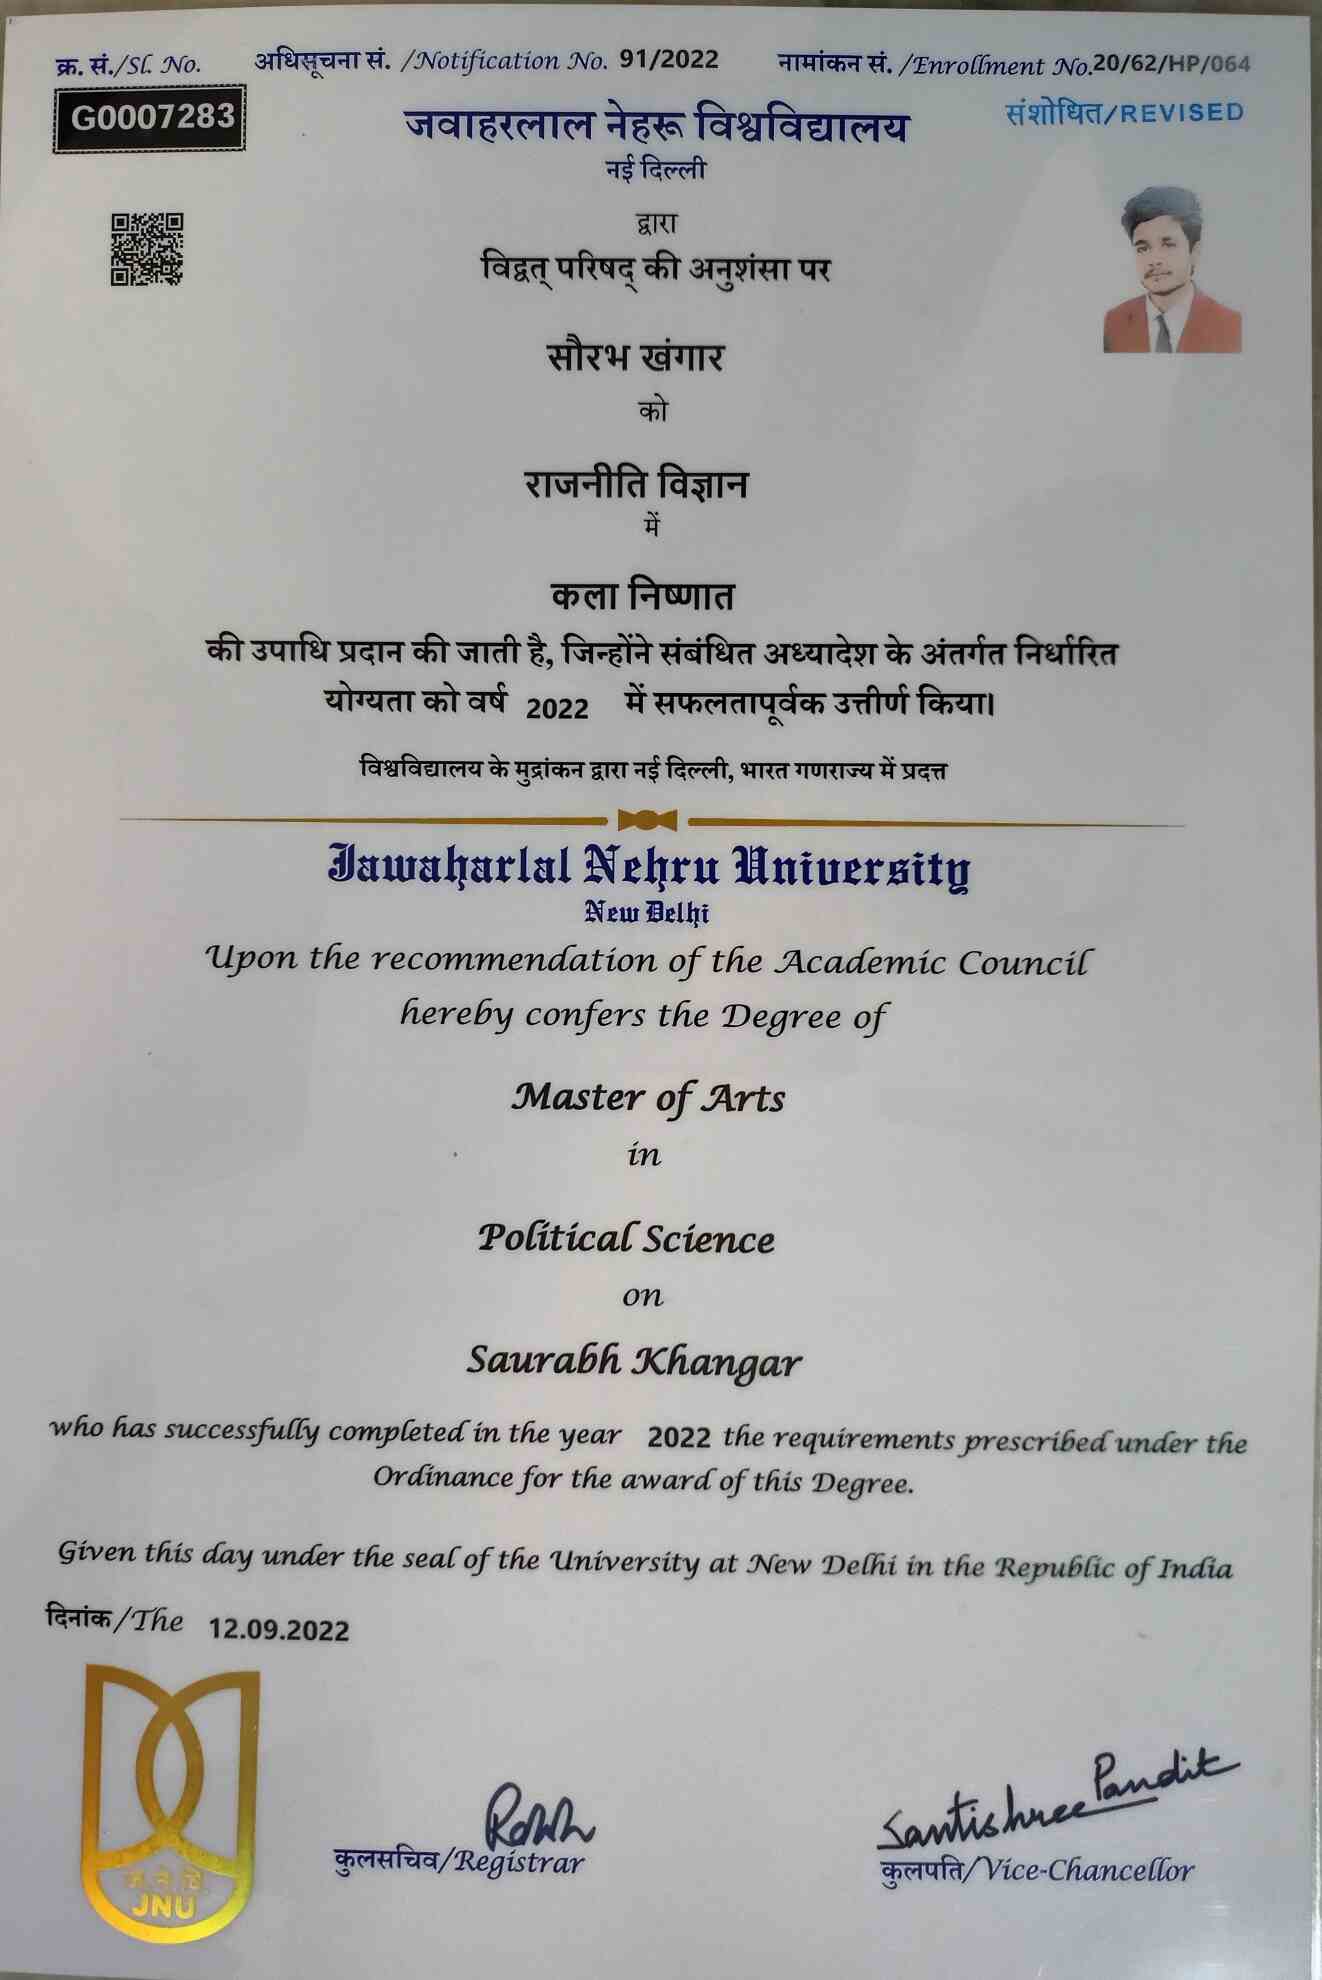 क्र. सं./Sl. No.
अधिसूचना सं. /Notification No. 91/2022
नामांकन सं. /Enrollment No.20/62/HP/064
G0007283
संशोधित/REVISED
जवाहरलाल नेहरू विश्वविद्यालय
नई दिल्ली
द्वारा
विद्वत् परिषद् की अनुशंसा पर
सौरभ खंगार
को
राजनीति विज्ञान
में
कला निष्णात
की उपाधि प्रदान की जाती है, जिन्होंने संबंधित अध्यादेश के अंतर्गत निर्धारित
योग्यता को वर्ष 2022 में सफलतापूर्वक उत्तीर्ण किया।
विश्वविद्यालय के मुद्रांकन द्वारा नई दिल्ली, भारत गणराज्य में प्रदत्त
Jawaharlal Nehru University
New Delhi
Upon the recommendation of the Academic Council
hereby confers the Degree of
Master of Arts
in
Political Science
on
Saurabh Khangar
who has successfully completed in the year 2022 the requirements prescribed under the
Ordinance for the award of this Degree.
Given this day under the seal of the University at New Delhi in the Republic of India
दिनांक/The 12.09.2022
Santishree Pandit
कुलसचिव/Registrar
कुलपति/Vice-Chancellor
JNU